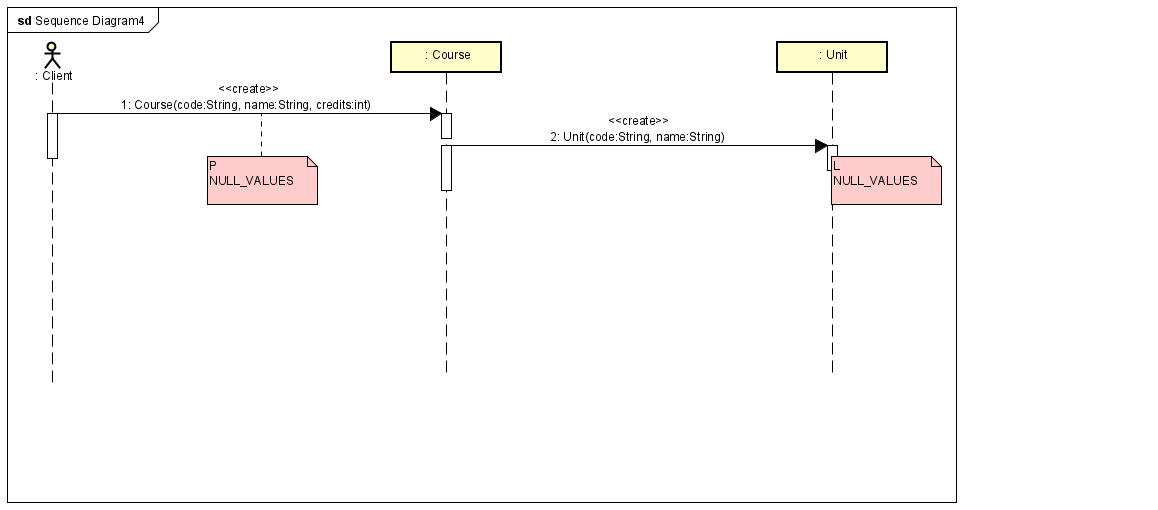 sd Sequence Diagram4
: Client
: Course
: Unit
<<create>>
1: Course(code:String, name:String, credits:int)
<<create>>
2: Unit(code:String, name:String)
P
NULL_VALUES
L
NULL_VALUES